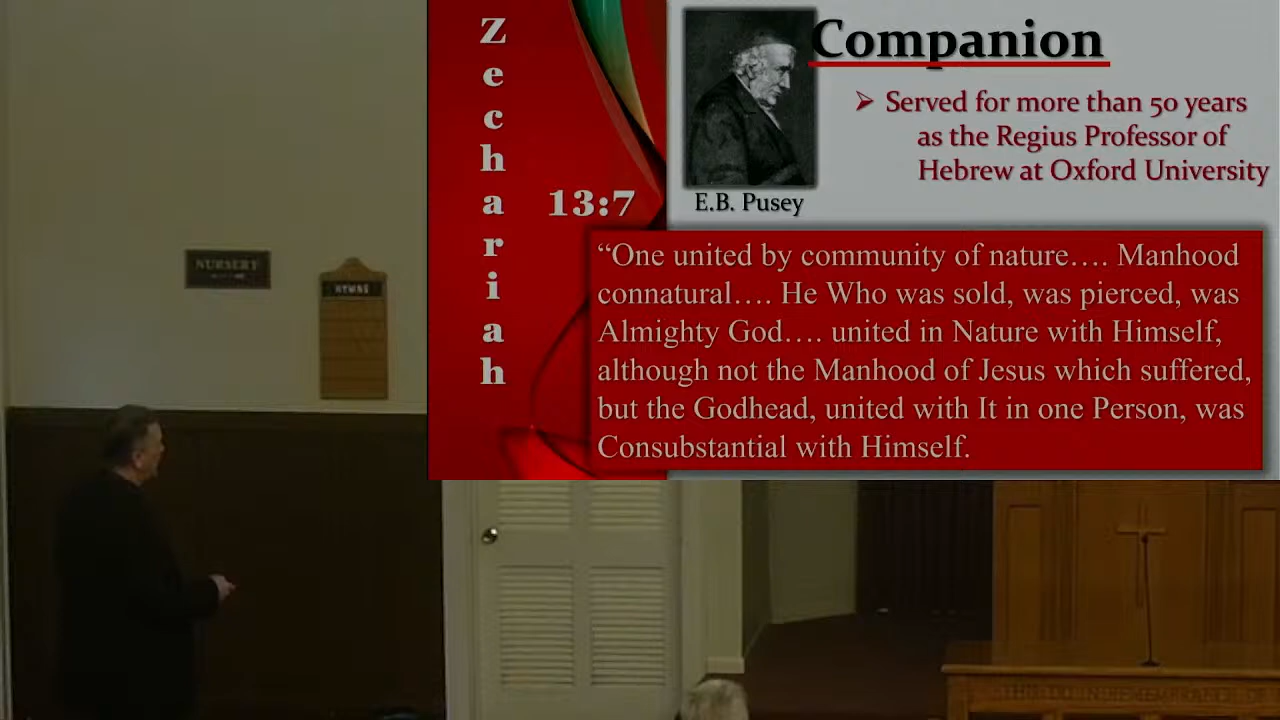 Zechariah
13:7
Companion
➢ Served for more than 50 years
as the Regius Professor of
Hebrew at Oxford University
E.B. Pusey
“One united by community of nature…. Manhood
connatural…. He Who was sold, was pierced, was
Almighty God…. united in Nature with Himself,
although not the Manhood of Jesus which suffered,
but the Godhead, united with It in one Person, was
Consubstantial with Himself.
NURSERY
HYMNS